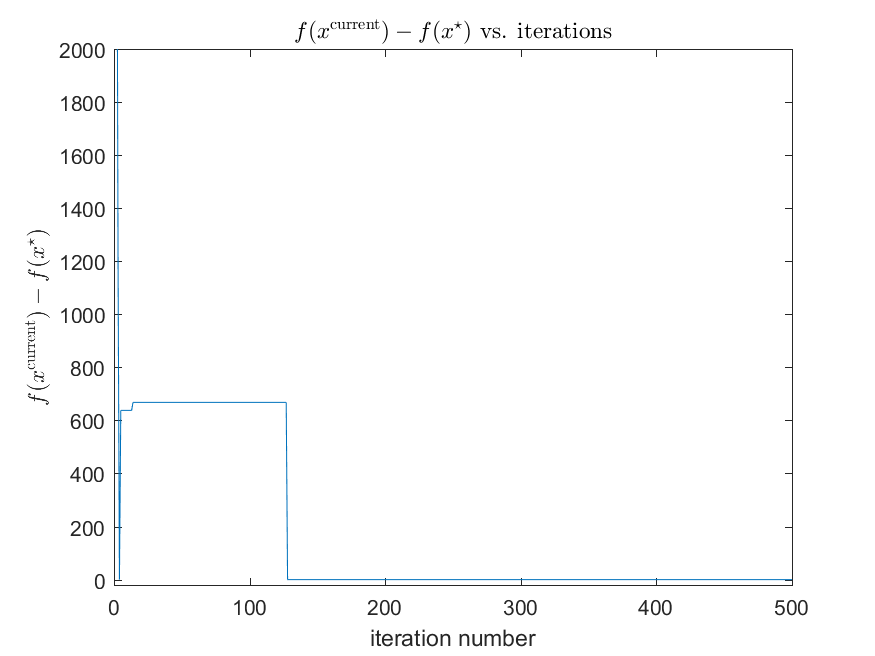 f(x^current) − f(x^⋆) vs. iterations
2000
1800
1600
1400
1200
1000
800
600
400
200
0
f(x^current) − f(x^⋆)
0 100 200 300 400 500
iteration number